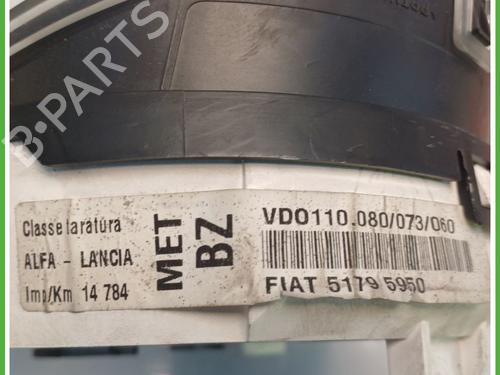 B-PARTS
Classe taratura
ALFA - LANCIA
Imp/Km 14 784
MET
BZ
VDO110.080/073/060
FIAT 5179 5950